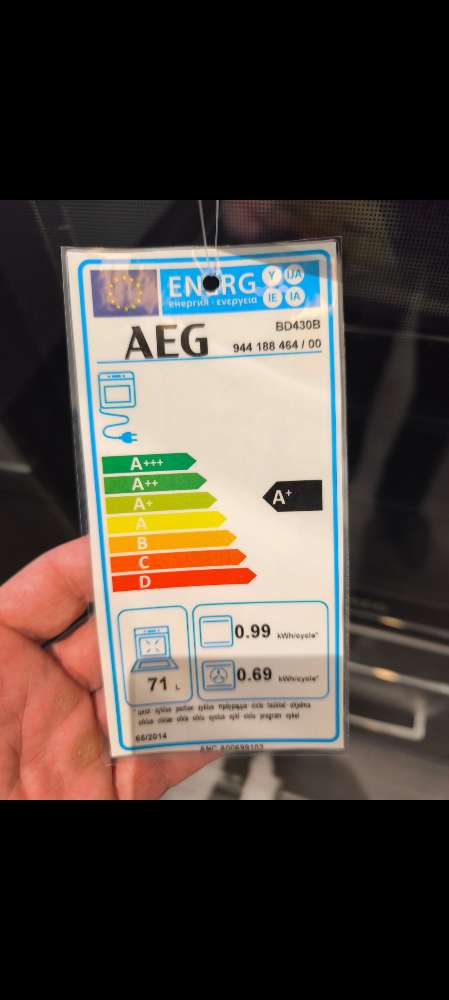 ENERG Y IJA
енергия · ενεργεια IE IA
AEG
BD430B
944 188 464 / 00
A+++
A++
A+
A
B
C
D
A+
71 L
0.99 kWh/cycle*
0.69 kWh/cycle*
65/2014